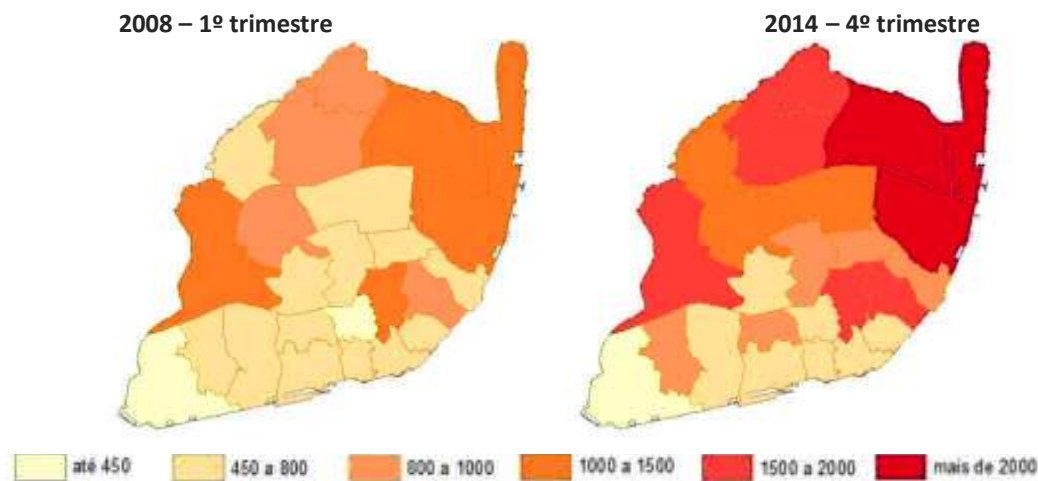 2008 – 1º trimestre
2014 – 4º trimestre
até 450
450 a 800
800 a 1000
1000 a 1500
1500 a 2000
mais de 2000